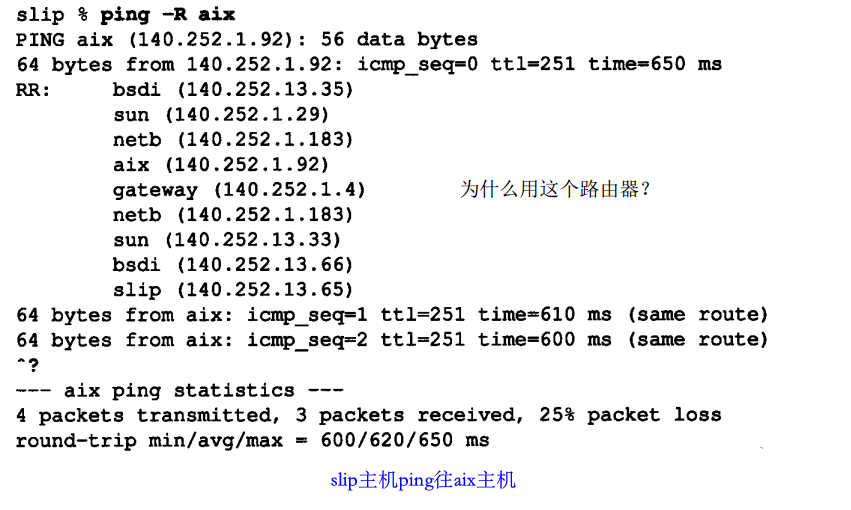 slip % ping -R aix
PING aix (140.252.1.92): 56 data bytes
64 bytes from 140.252.1.92: icmp_seq=0 ttl=251 time=650 ms
RR: bsdi (140.252.13.35)
sun (140.252.1.29)
netb (140.252.1.183)
aix (140.252.1.92)
gateway (140.252.1.4) 为什么用这个路由器？
netb (140.252.1.183)
sun (140.252.13.33)
bsdi (140.252.13.66)
slip (140.252.13.65)
64 bytes from aix: icmp_seq=1 ttl=251 time=610 ms (same route)
64 bytes from aix: icmp_seq=2 ttl=251 time=600 ms (same route)
^?
--- aix ping statistics ---
4 packets transmitted, 3 packets received, 25% packet loss
round-trip min/avg/max = 600/620/650 ms
slip主机ping往aix主机